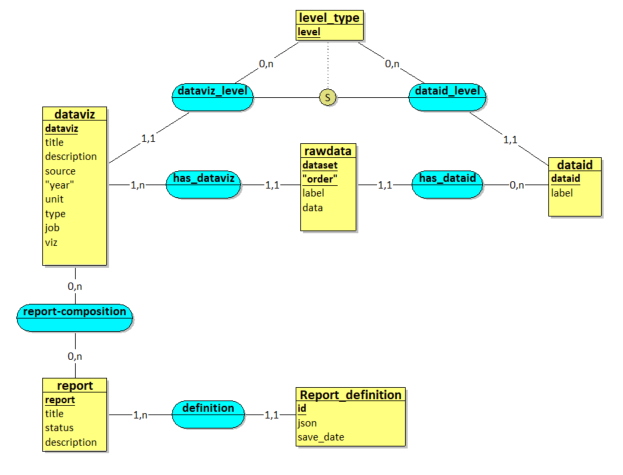 level_type
level
0,n
0,n
dataviz_level
S
dataid_level
dataviz
dataviz
title
description
source
"year"
unit
type
job
viz
1,1
1,1
rawdata
dataset
"order"
label
data
dataid
dataid
label
1,n
has_dataviz
1,1
1,1
has_dataid
0,n
0,n
report-composition
0,n
report
report
title
status
description
1,n
definition
1,1
Report_definition
id
json
save_date